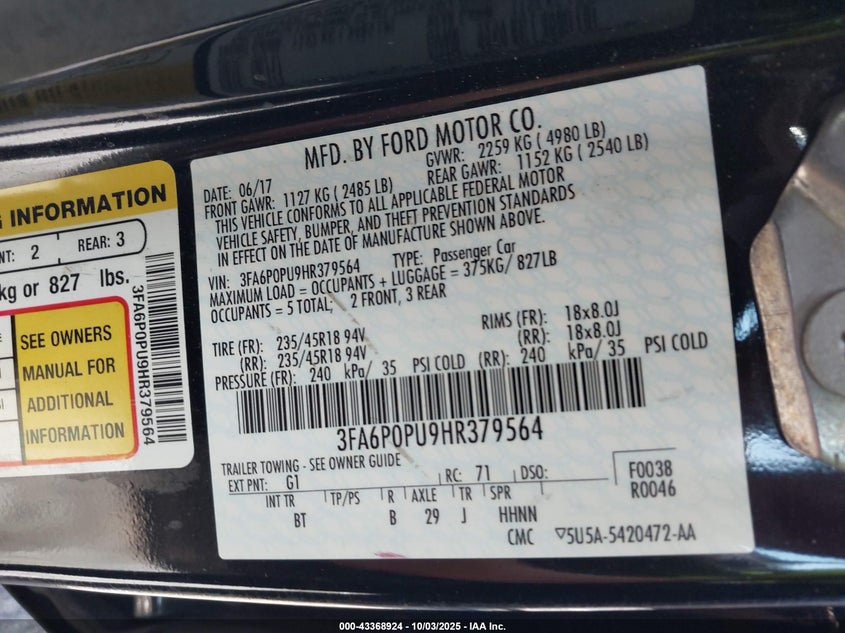 G INFORMATION
NT: 2 REAR: 3
kg or 827 lbs.
SEE OWNERS
MANUAL FOR
ADDITIONAL
INFORMATION
3FA6P0PU9HR379564
MFD. BY FORD MOTOR CO.
DATE: 06/17 GVWR: 2259 KG ( 4980 LB)
FRONT GAWR: 1127 KG ( 2485 LB) REAR GAWR: 1152 KG ( 2540 LB)
THIS VEHICLE CONFORMS TO ALL APPLICABLE FEDERAL MOTOR
VEHICLE SAFETY, BUMPER, AND THEFT PREVENTION STANDARDS
IN EFFECT ON THE DATE OF MANUFACTURE SHOWN ABOVE.
VIN: 3FA6P0PU9HR379564 TYPE: Passenger Car
MAXIMUM LOAD = OCCUPANTS + LUGGAGE = 375KG/ 827LB
OCCUPANTS = 5 TOTAL; 2 FRONT, 3 REAR
TIRE (FR): 235/45R18 94V RIMS (FR): 18x8.0J
(RR): 235/45R18 94V (RR): 18x8.0J
PRESSURE (FR): 240 kPa/ 35 PSI COLD (RR): 240 kPa/ 35 PSI COLD
3FA6P0PU9HR379564
TRAILER TOWING - SEE OWNER GUIDE
EXT PNT: G1 RC: 71 DSO: F0038
R0046
INT TR TP/PS R AXLE TR SPR
BT B 29 J HHNN
CMC ▽5U5A-5420472-AA
000-43368924 | 10/03/2025 - IAA Inc.